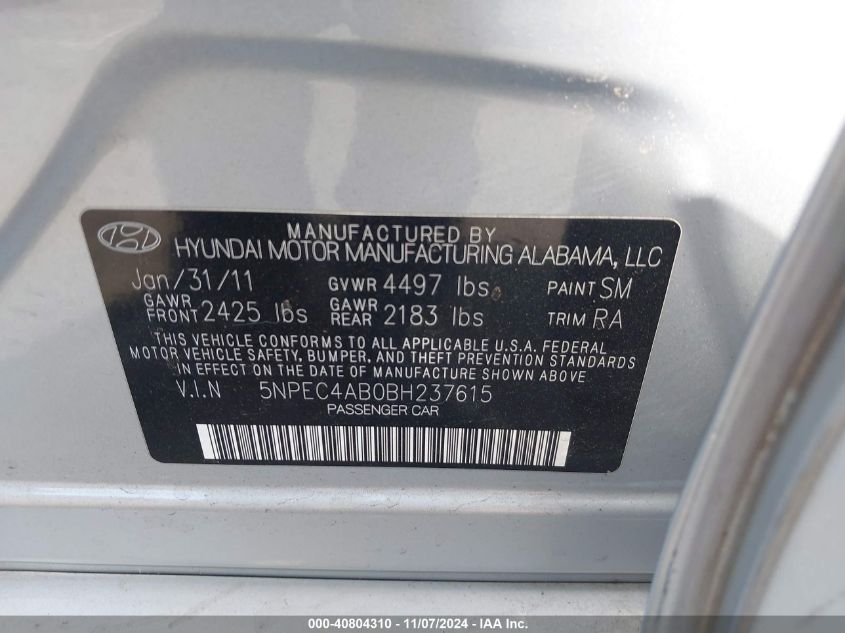 MANUFACTURED BY
HYUNDAI MOTOR MANUFACTURING ALABAMA, LLC
Jan/31/11 GVWR 4497 lbs PAINT SM
GAWR FRONT 2425 lbs GAWR REAR 2183 lbs TRIM RA
THIS VEHICLE CONFORMS TO ALL APPLICABLE U.S.A. FEDERAL
MOTOR VEHICLE SAFETY, BUMPER, AND THEFT PREVENTION STANDARDS
IN EFFECT ON THE DATE OF MANUFACTURE SHOWN ABOVE.
V.I.N 5NPEC4AB0BH237615
PASSENGER CAR
000-40804310 - 11/07/2024 - IAA Inc.